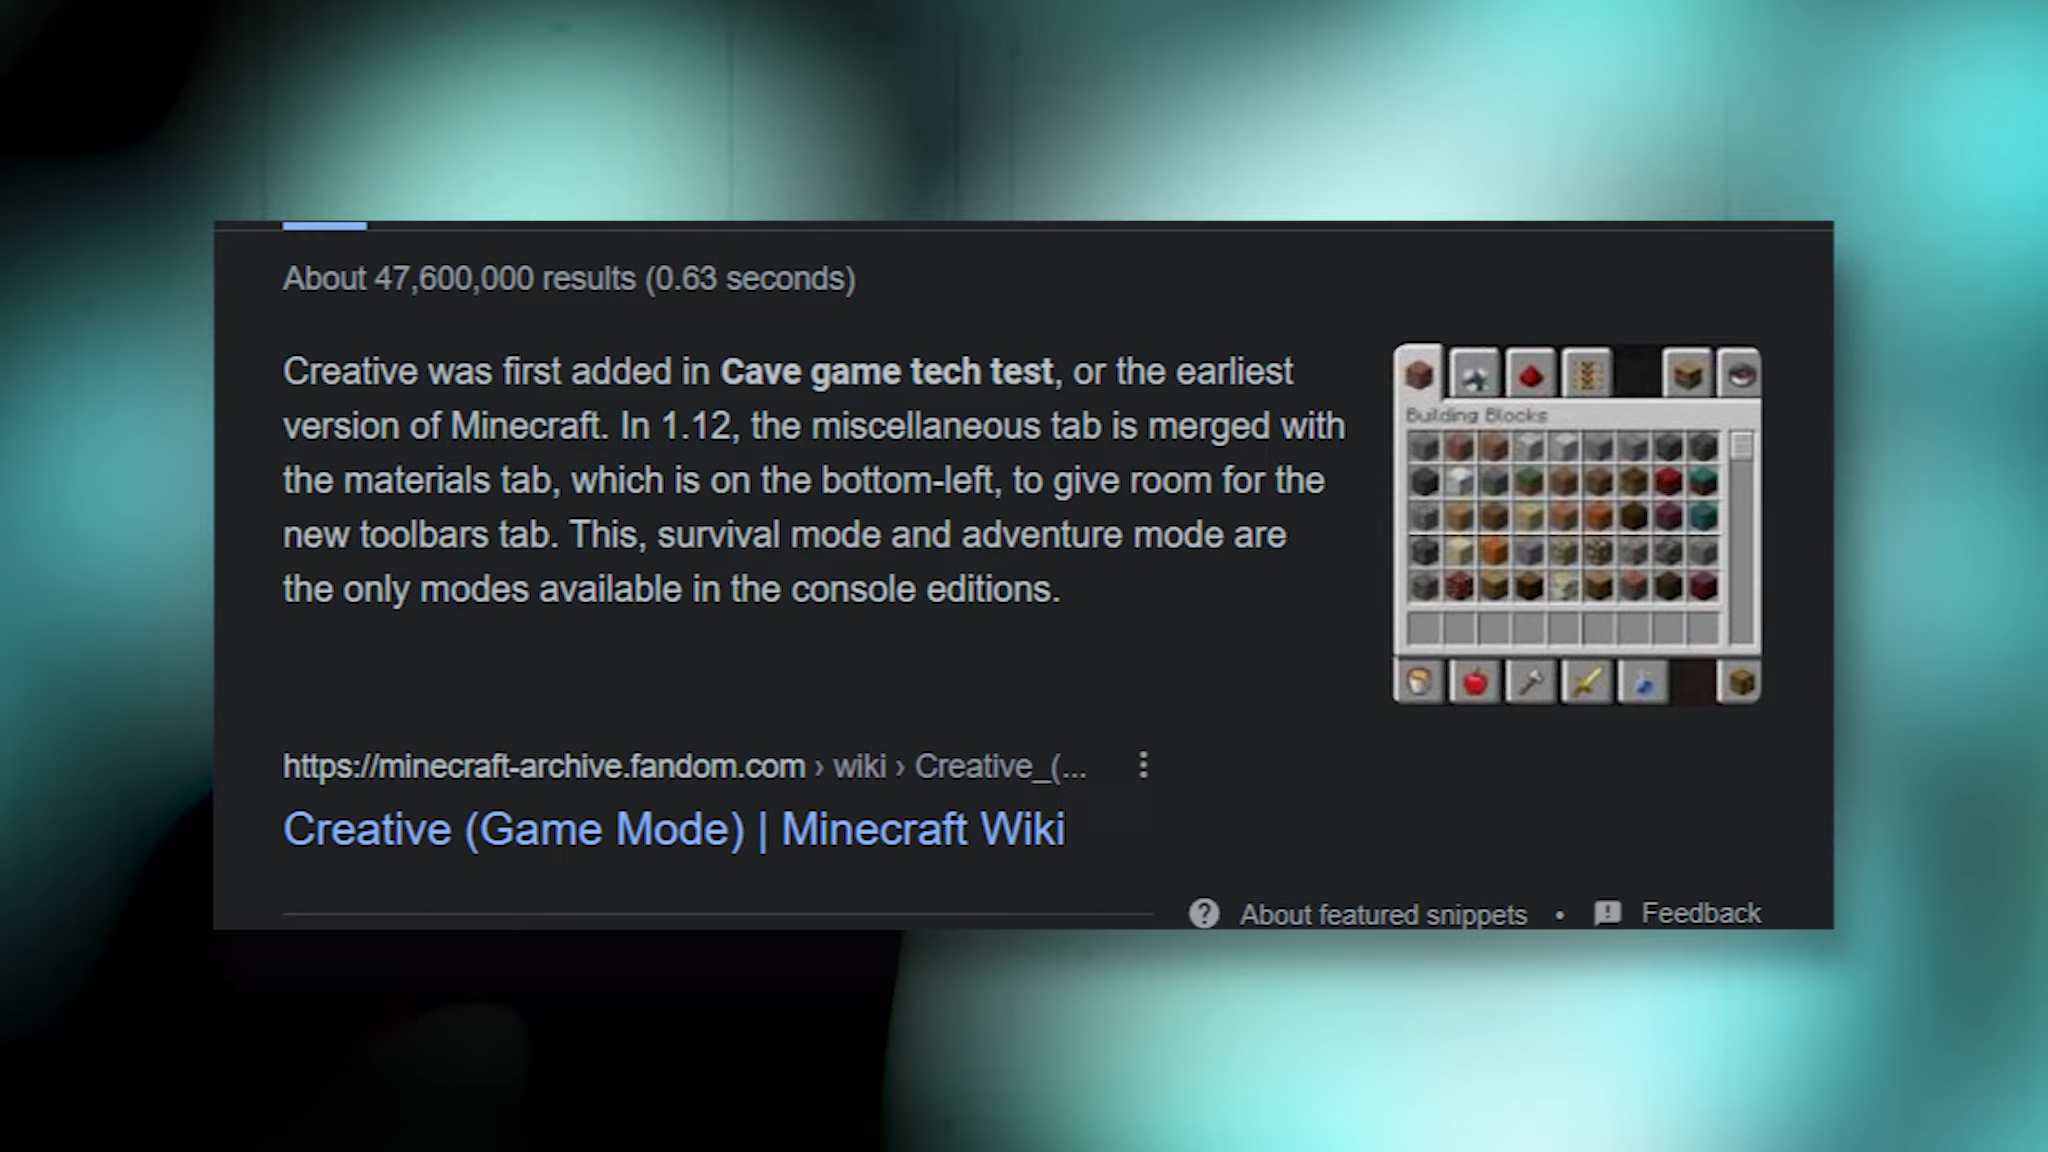 About 47,600,000 results (0.63 seconds)
Creative was first added in Cave game tech test, or the earliest
version of Minecraft. In 1.12, the miscellaneous tab is merged with
the materials tab, which is on the bottom-left, to give room for the
new toolbars tab. This, survival mode and adventure mode are
the only modes available in the console editions.
Building Blocks
https://minecraft-archive.fandom.com › wiki › Creative_(...
Creative (Game Mode) | Minecraft Wiki
About featured snippets • Feedback